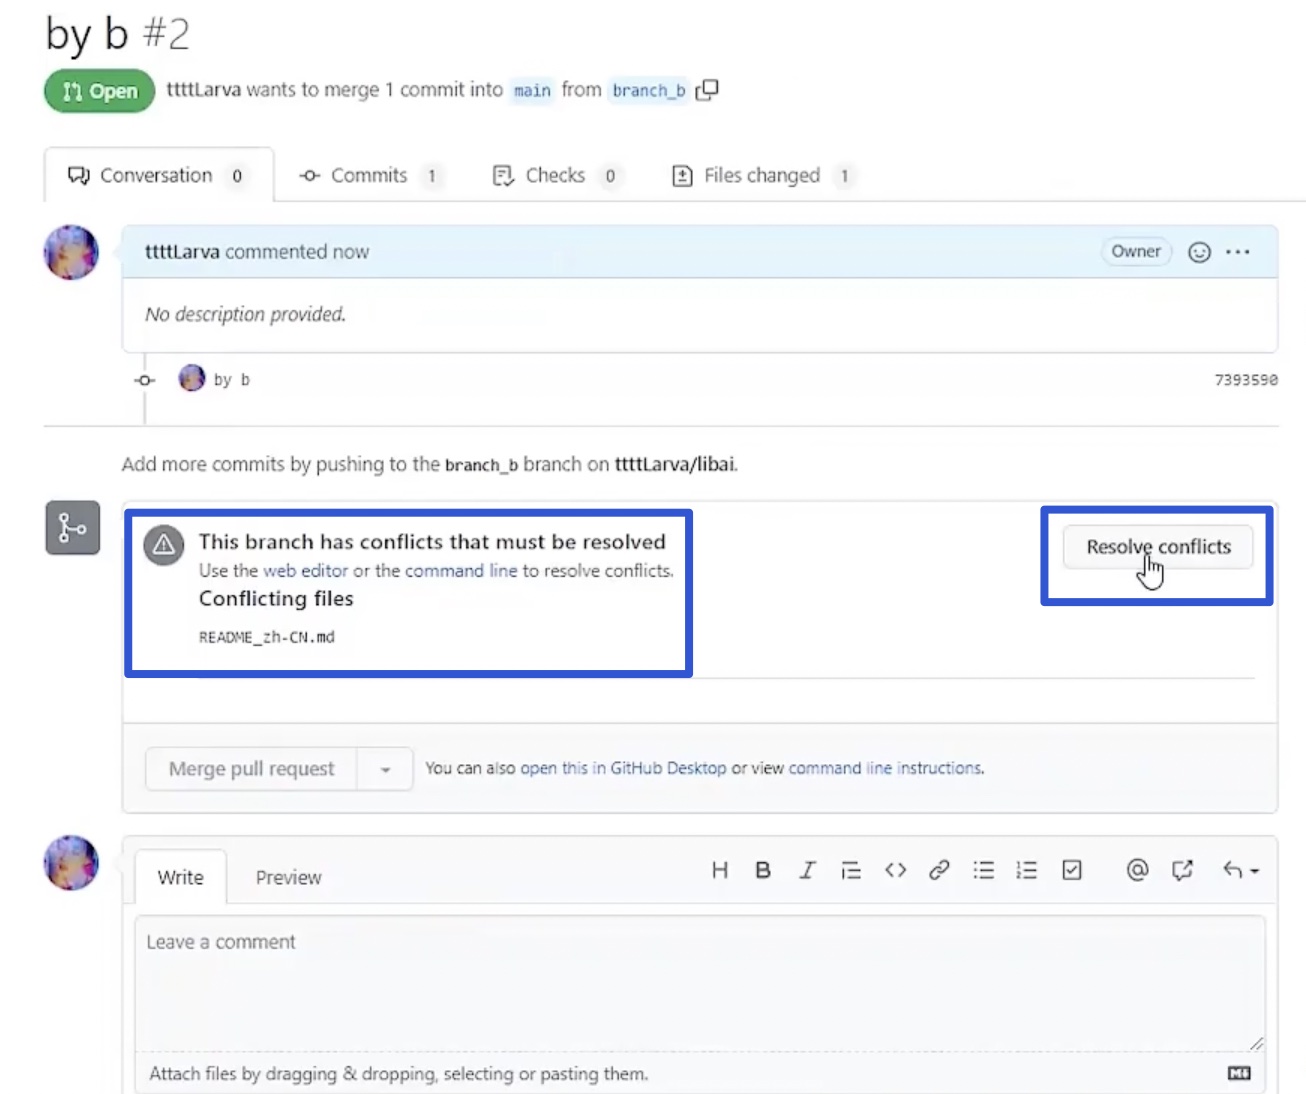 by b #2
Open ttttLarva wants to merge 1 commit into main from branch_b
Conversation 0 Commits 1 Checks 0 Files changed 1
ttttLarva commented now Owner
No description provided.
by b 7393590
Add more commits by pushing to the branch_b branch on ttttLarva/libai.
This branch has conflicts that must be resolved
Resolve conflicts
Use the web editor or the command line to resolve conflicts.
Conflicting files
README_zh-CN.md
Merge pull request You can also open this in GitHub Desktop or view command line instructions.
Write Preview
Leave a comment
Attach files by dragging & dropping, selecting or pasting them.